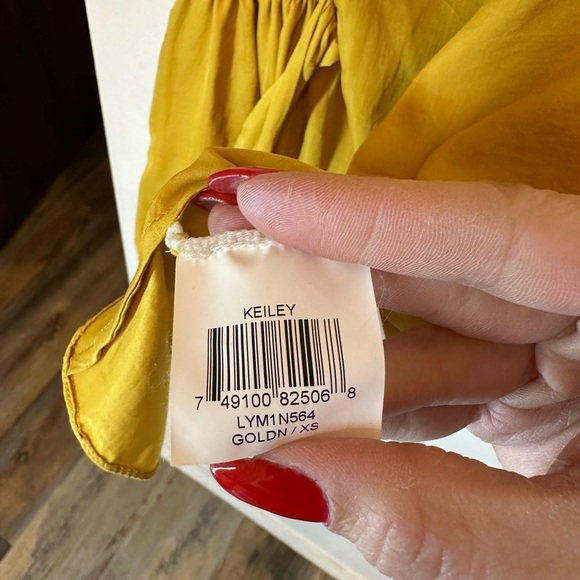 KEILEY
7 49100 82506 8
LYM1N564
GOLDN / XS